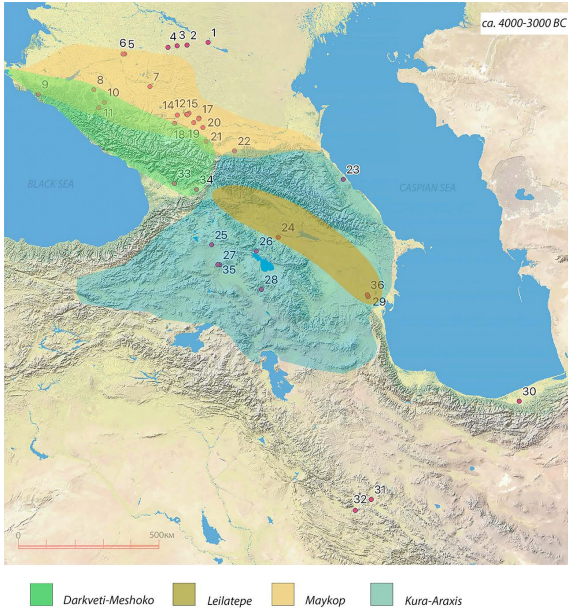 ca. 4000-3000 BC
1
4 3 2
6 5
7
8
9
10
11
14 12 15 17
18 19 20
21
22
23
33
34
BLACK SEA
CASPIAN SEA
24
25
26
27
35
28
36
29
30
31
32
0
500км
Darkveti-Meshoko
Leilatepe
Maykop
Kura-Araxis